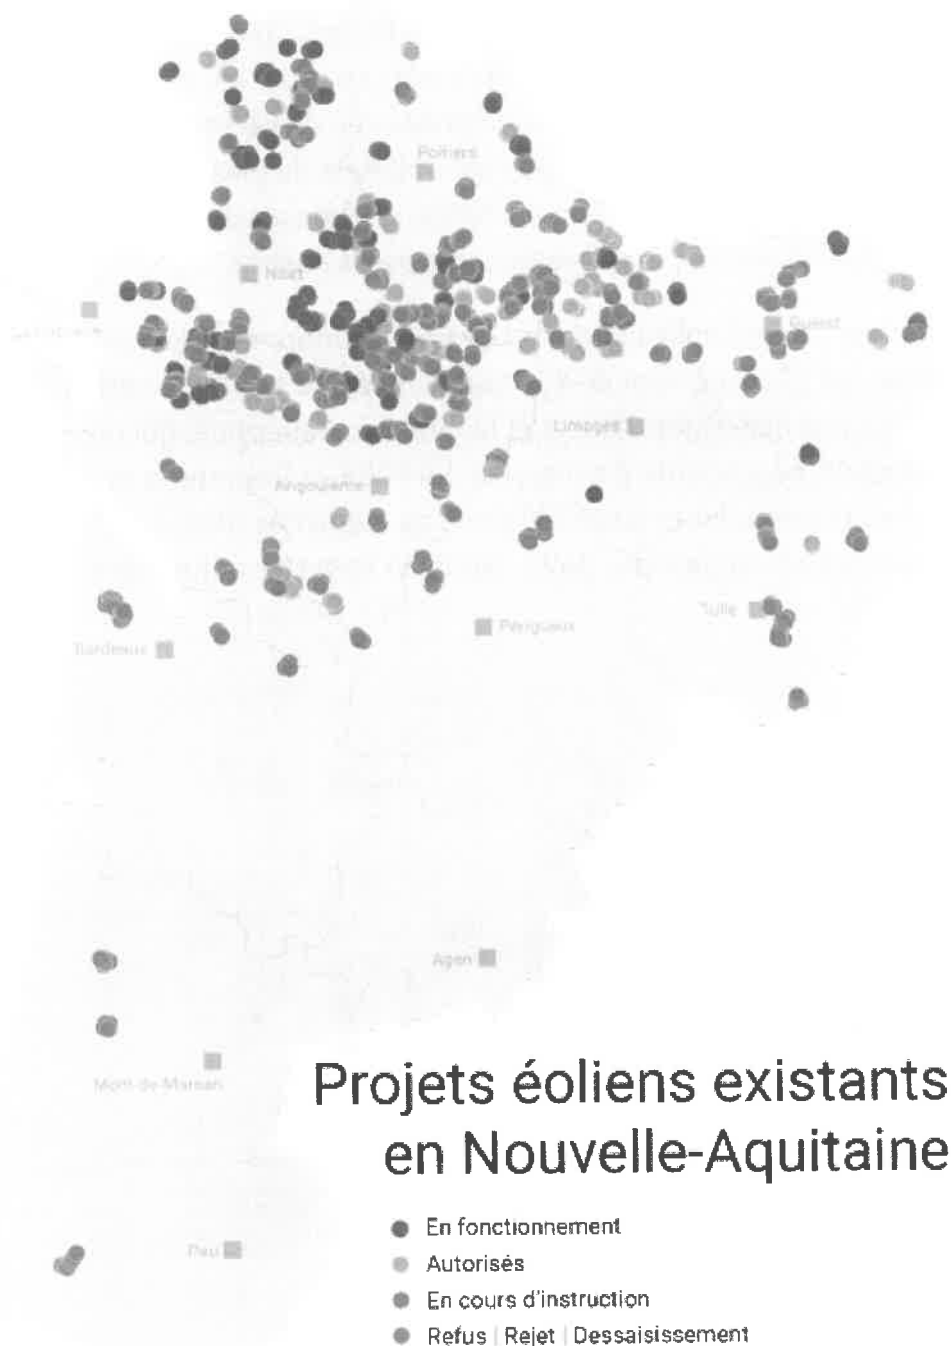 Poitiers
Niort
Guéret
Limoges
Angoulême
Tulle
Périgueux
Bordeaux
Agen
Mont-de-Marsan
Pau
Projets éoliens existants
en Nouvelle-Aquitaine
En fonctionnement
Autorisés
En cours d'instruction
Refus | Rejet | Dessaisissement